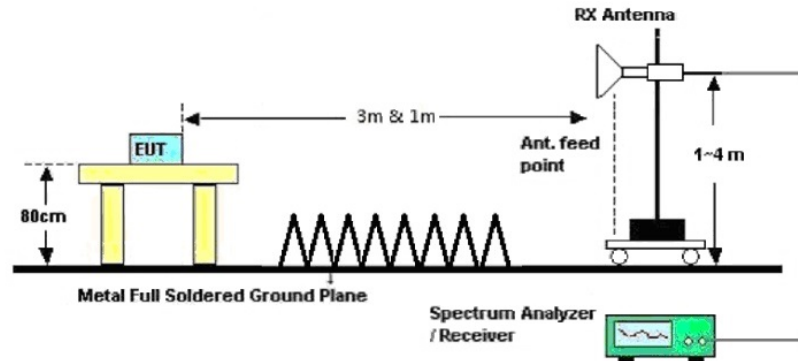 RX Antenna
3m & 1m
EUT
Ant. feed
point
1~4 m
80cm
Metal Full Soldered Ground Plane
Spectrum Analyzer
/ Receiver